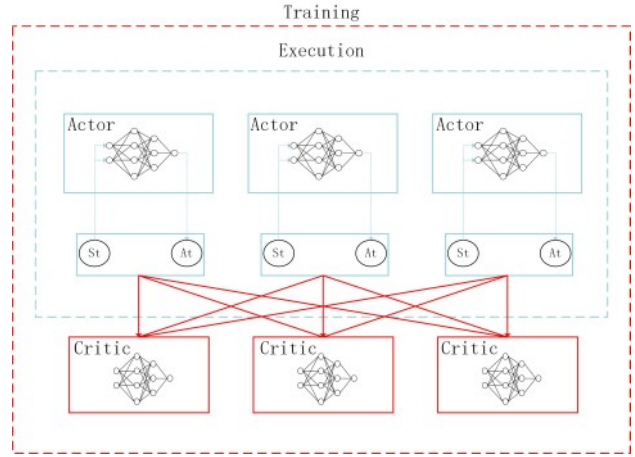 Training
Execution
Actor Actor Actor
St At St At St At
Critic Critic Critic